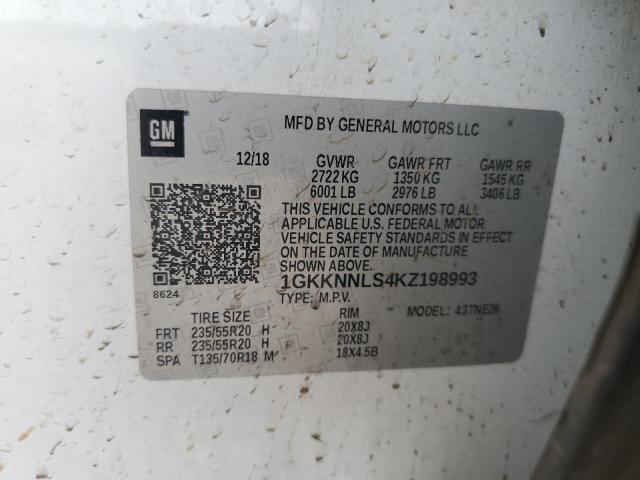 GM
MFD BY GENERAL MOTORS LLC
12/18 GVWR GAWR FRT GAWR RR
2722 KG 1350 KG 1545 KG
6001 LB 2976 LB 3406 LB
THIS VEHICLE CONFORMS TO ALL
APPLICABLE U.S. FEDERAL MOTOR
VEHICLE SAFETY STANDARDS IN EFFECT
ON THE DATE OF MANUFACTURE
SHOWN ABOVE.
1GKKNNLS4KZ198993
8624
TYPE: M.P.V. MODEL: 43TNE26
TIRE SIZE RIM
FRT 235/55R20 H 20X8J
RR 235/55R20 H 20X8J
SPA T135/70R18 M 18X4.5B